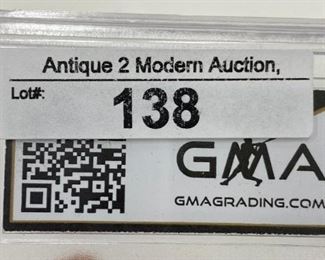 Antique 2 Modern Auction,
Lot#:
138
GMA
GMAGRADING.COM